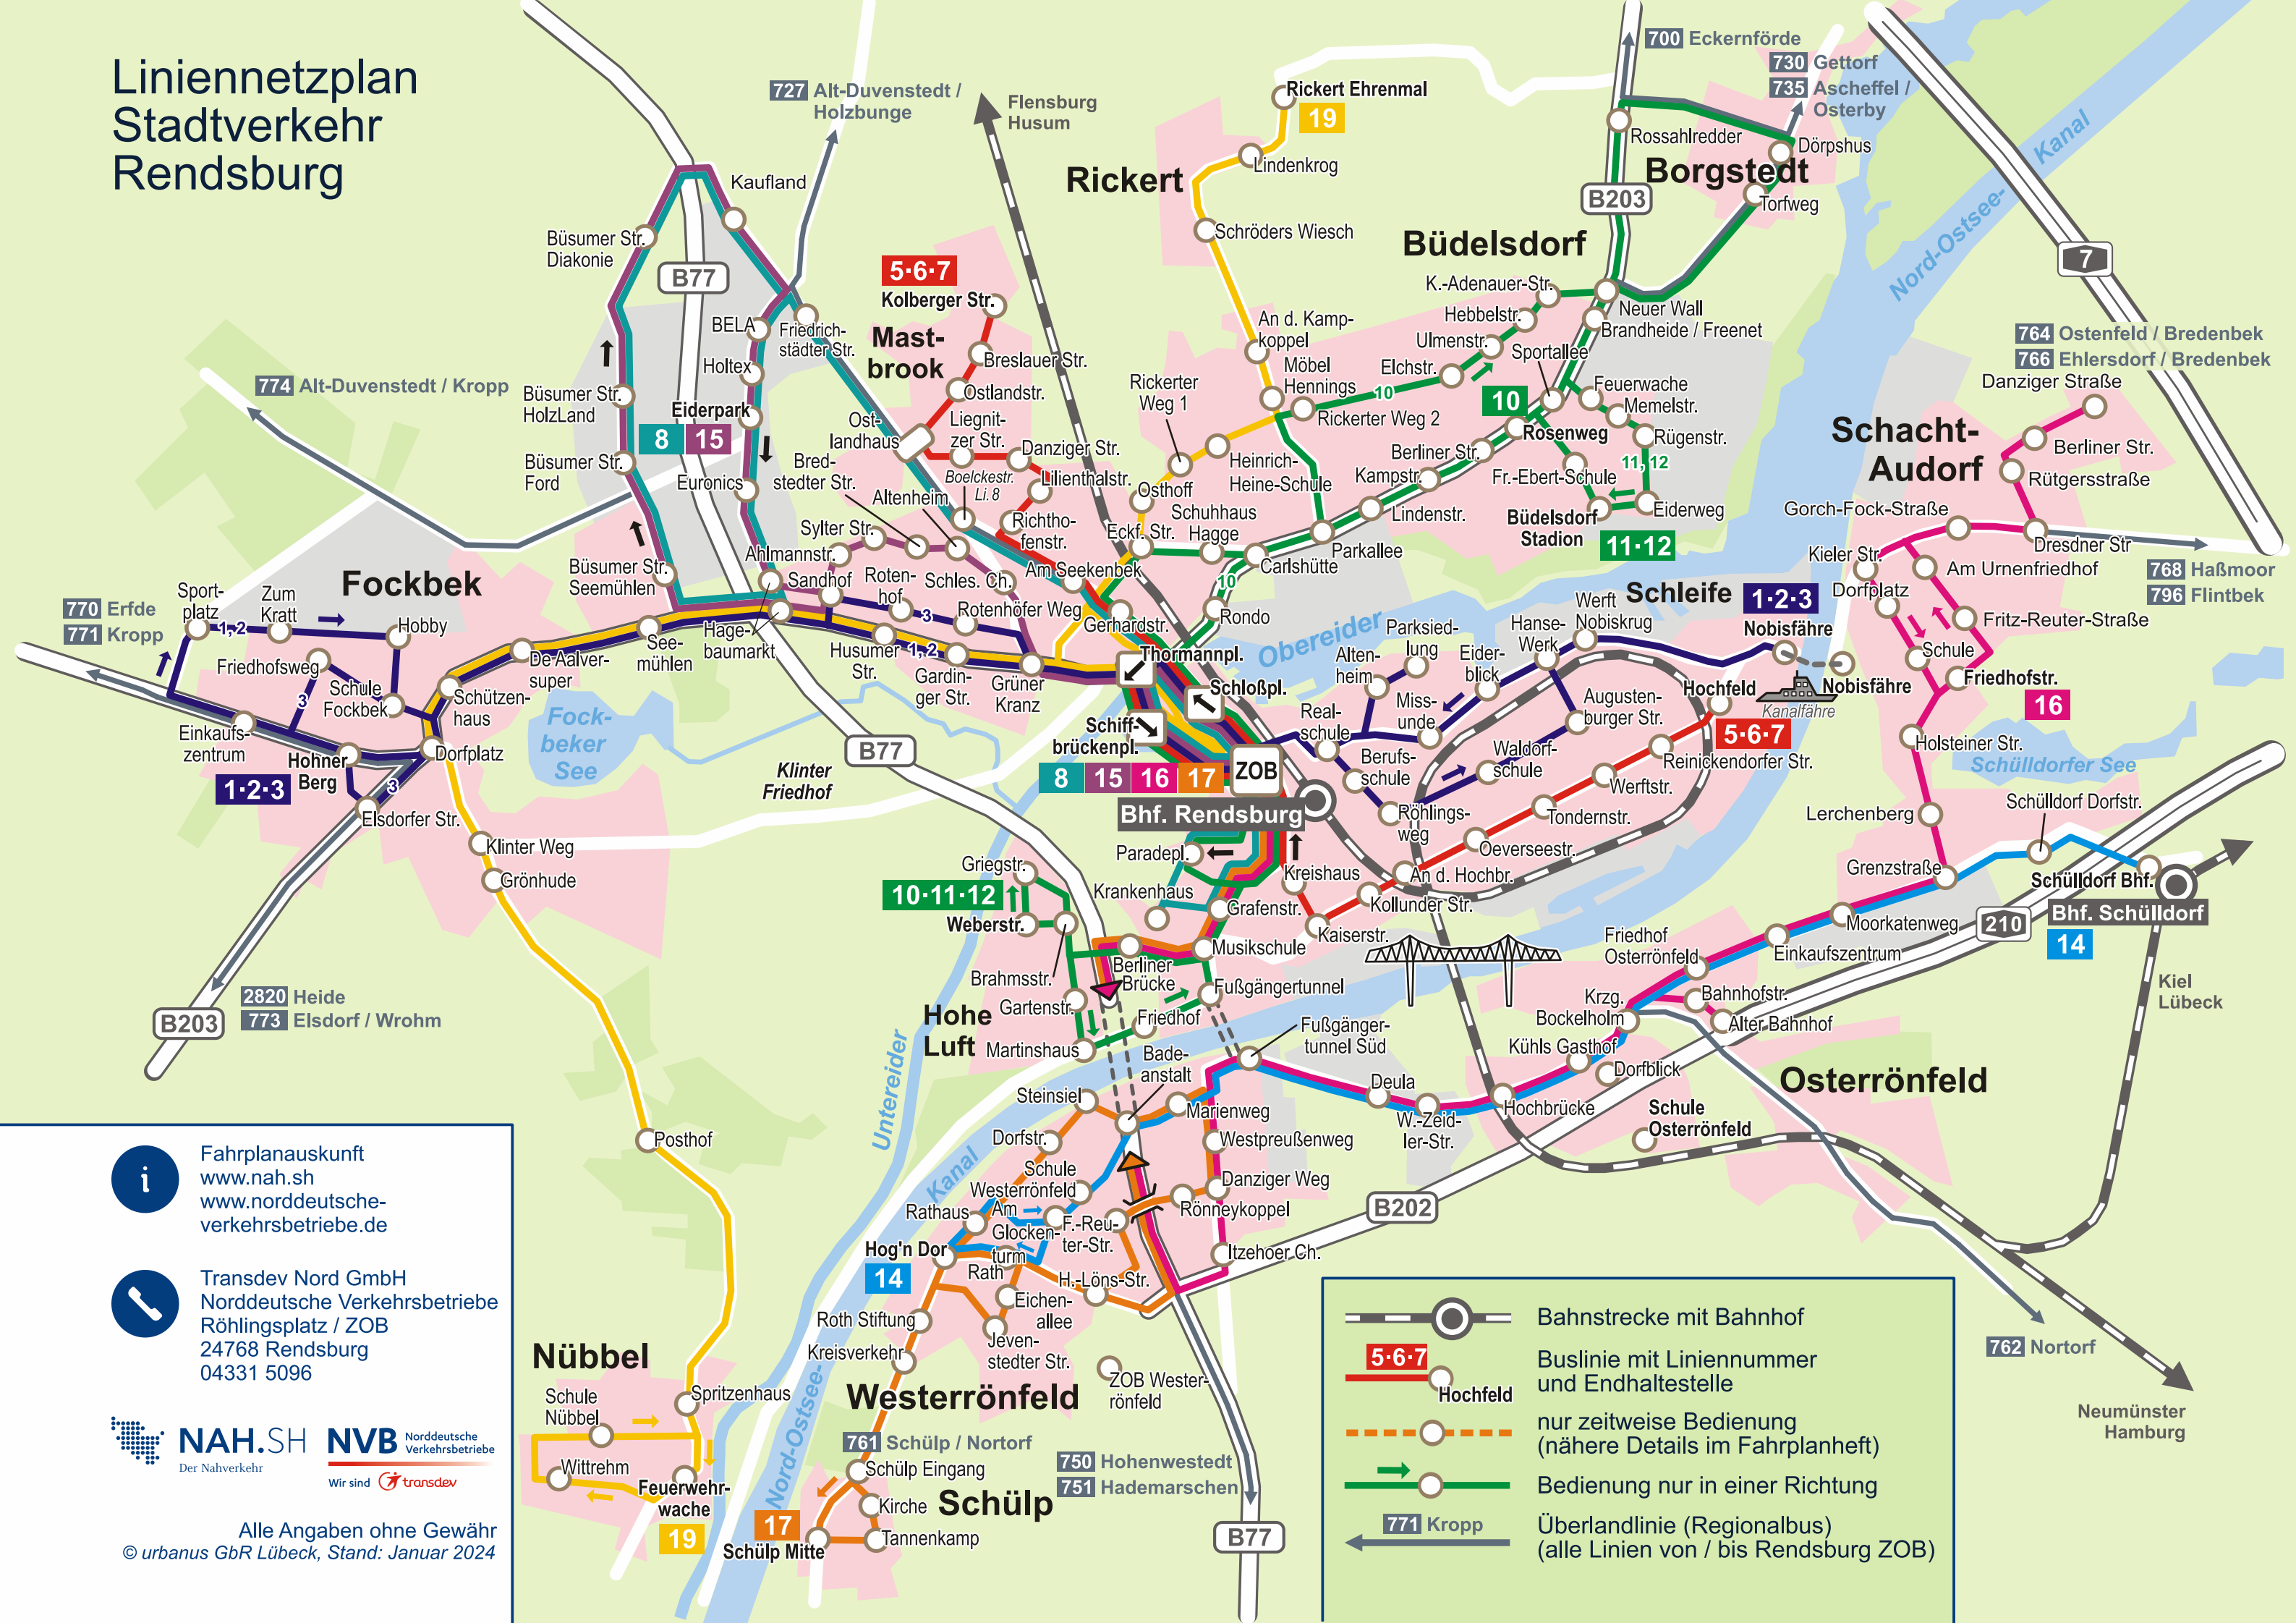 Liniennetzplan
Stadtverkehr
Rendsburg
727 Alt-Duvenstedt /
Holzbunge
Flensburg
Husum
Rickert Ehrenmal
19
Lindenkrog
Rickert
Schröders Wiesch
700 Eckernförde
730 Gettorf
735 Ascheffel /
Osterby
Rossahlredder
Dörpshus
Borgstedt
B203
Torfweg
Nord-Ostsee-
Kanal
7
Kaufland
Büsumer Str.
Diakonie
B77
5·6·7
Kolberger Str.
Mast-
brook
Breslauer Str.
Ostlandstr.
BELA
Friedrich-
städter Str.
Holtex
Eiderpark
8 15
Euronics
Büsumer Str.
HolzLand
Büsumer Str.
Ford
Büsumer Str.
Seemühlen
774 Alt-Duvenstedt / Kropp
Ost-
landhaus
Liegnit-
zer Str.
Danziger Str.
Boelckestr.
Li. 8
Lilienthalstr.
Richtho-
fenstr.
Bred-
stedter Str.
Altenheim
Sylter Str.
Ahlmannstr.
Sandhof
Roten-
hof
Schles. Ch.
Am Seekenbek
Rotenhöfer Weg
Gerhardstr.
Büdelsdorf
K.-Adenauer-Str.
Hebbelstr.
Ulmenstr.
Elchstr.
Neuer Wall
Brandheide / Freenet
Sportallee
An d. Kamp-
koppel
Möbel
Hennings
10
10
Rickerter
Weg 1
Rickerter Weg 2
Feuerwache
Memelstr.
Rosenweg
Rügenstr.
11, 12
Berliner Str.
Fr.-Ebert-Schule
Kampstr.
Heinrich-
Heine-Schule
Osthoff
Schuhhaus
Hagge
Eckf. Str.
Lindenstr.
Büdelsdorf
Stadion
11·12
Eiderweg
Parkallee
Carlshütte
10
Rondo
764 Ostenfeld / Bredenbek
766 Ehlersdorf / Bredenbek
Danziger Straße
Schacht-
Audorf
Berliner Str.
Rütgersstraße
Gorch-Fock-Straße
Dresdner Str
Kieler Str.
Am Urnenfriedhof
768 Haßmoor
796 Flintbek
Dorfplatz
Fritz-Reuter-Straße
Schule
Friedhofstr.
16
Holsteiner Str.
Schülldorfer See
Lerchenberg
Schülldorf Dorfstr.
Grenzstraße
Schülldorf Bhf.
Bhf. Schülldorf
14
Moorkatenweg
210
Einkaufszentrum
Kiel
Lübeck
Fockbek
770 Erfde
771 Kropp
Sport-
platz
1, 2
Zum
Kratt
Hobby
Friedhofsweg
3
Schule
Fockbek
Einkaufs-
zentrum
Hohner
Berg
1·2·3
3
Dorfplatz
Elsdorfer Str.
Schützen-
haus
De Aalver-
super
See-
mühlen
Hage-
baumarkt
3
Husumer
Str.
1, 2
Gardin-
ger Str.
Grüner
Kranz
Fock-
beker
See
Klinter Weg
Grönhude
Klinter
Friedhof
B77
B203
2820 Heide
773 Elsdorf / Wrohm
Posthof
Thormannpl.
Schloßpl.
Schiff-
brückenpl.
8 15 16 17
ZOB
Bhf. Rendsburg
Obereider
Schleife
1·2·3
Nobisfähre
Nobisfähre
Kanalfähre
Werft
Nobiskrug
Hanse-
Werk
Parksied-
lung
Alten-
heim
Eider-
blick
Miss-
unde
Real-
schule
Berufs-
schule
Augusten-
burger Str.
Waldorf-
schule
Röhlings-
weg
Hochfeld
5·6·7
Reinickendorfer Str.
Werftstr.
Tondernstr.
Oeverseestr.
An d. Hochbr.
Kollunder Str.
Kaiserstr.
Kreishaus
Paradepl.
Krankenhaus
Grafenstr.
Griegstr.
10·11·12
Weberstr.
Musikschule
Berliner
Brücke
Brahmsstr.
Gartenstr.
Fußgängertunnel
Friedhof
Hohe
Luft
Martinshaus
Untereider
Kanal
Nord-Ostsee-
Fußgänger-
tunnel Süd
Bade-
anstalt
Steinsiel
Marienweg
Dorfstr.
Westpreußenweg
Schule
Westerrönfeld
Danziger Weg
Rönneykoppel
Rathaus
Am
Glocken-
turm
F.-Reu-
ter-Str.
Hog'n Dor
14
Rath
H.-Löns-Str.
Itzehoer Ch.
Eichen-
allee
Roth Stiftung
Jeven-
stedter Str.
Kreisverkehr
ZOB Wester-
rönfeld
Westerrönfeld
761 Schülp / Nortorf
Schülp Eingang
Kirche
Schülp
17
Schülp Mitte
Tannenkamp
750 Hohenwestedt
751 Hademarschen
B77
B202
Deula
W.-Zeid-
ler-Str.
Hochbrücke
Kühls Gasthof
Dorfblick
Krzg.
Bockelholm
Friedhof
Osterrönfeld
Bahnhofstr.
Alter Bahnhof
Schule
Osterrönfeld
Osterrönfeld
762 Nortorf
Neumünster
Hamburg
Nübbel
Schule
Nübbel
Spritzenhaus
Wittrehm
Feuerwehr-
wache
19
i
Fahrplanauskunft
www.nah.sh
www.norddeutsche-
verkehrsbetriebe.de
Transdev Nord GmbH
Norddeutsche Verkehrsbetriebe
Röhlingsplatz / ZOB
24768 Rendsburg
04331 5096
NAH.SH
Der Nahverkehr
NVB Norddeutsche
Verkehrsbetriebe
Wir sind transdev
Alle Angaben ohne Gewähr
© urbanus GbR Lübeck, Stand: Januar 2024
Bahnstrecke mit Bahnhof
5·6·7
Hochfeld
Buslinie mit Liniennummer
und Endhaltestelle
nur zeitweise Bedienung
(nähere Details im Fahrplanheft)
Bedienung nur in einer Richtung
771 Kropp
Überlandlinie (Regionalbus)
(alle Linien von / bis Rendsburg ZOB)